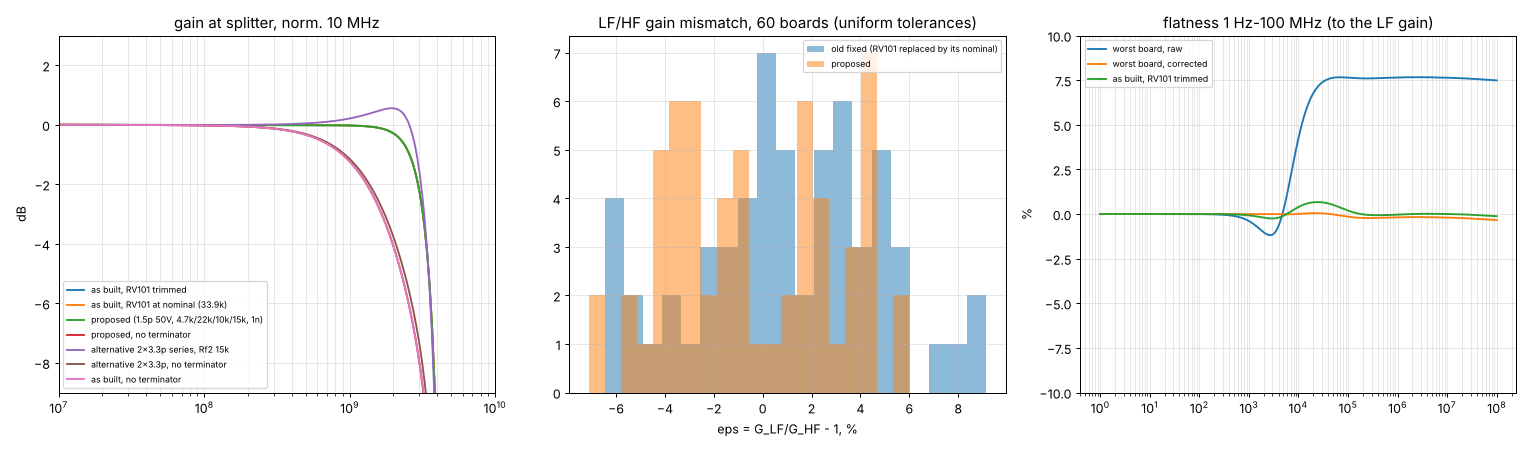 gain at splitter, norm. 10 MHz
dB
2
0
−2
−4
−6
−8
as built, RV101 trimmed
as built, RV101 at nominal (33.9k)
proposed (1.5p 50V, 4.7k/22k/10k/15k, 1n)
proposed, no terminator
alternative 2×3.3p series, Rf2 15k
alternative 2×3.3p, no terminator
as built, no terminator
10⁷
10⁸
10⁹
10¹⁰
LF/HF gain mismatch, 60 boards (uniform tolerances)
7
6
5
4
3
2
1
0
old fixed (RV101 replaced by its nominal)
proposed
−6
−4
−2
0
2
4
6
8
eps = G_LF/G_HF - 1, %
flatness 1 Hz-100 MHz (to the LF gain)
%
10.0
7.5
5.0
2.5
0.0
−2.5
−5.0
−7.5
−10.0
worst board, raw
worst board, corrected
as built, RV101 trimmed
10⁰
10¹
10²
10³
10⁴
10⁵
10⁶
10⁷
10⁸